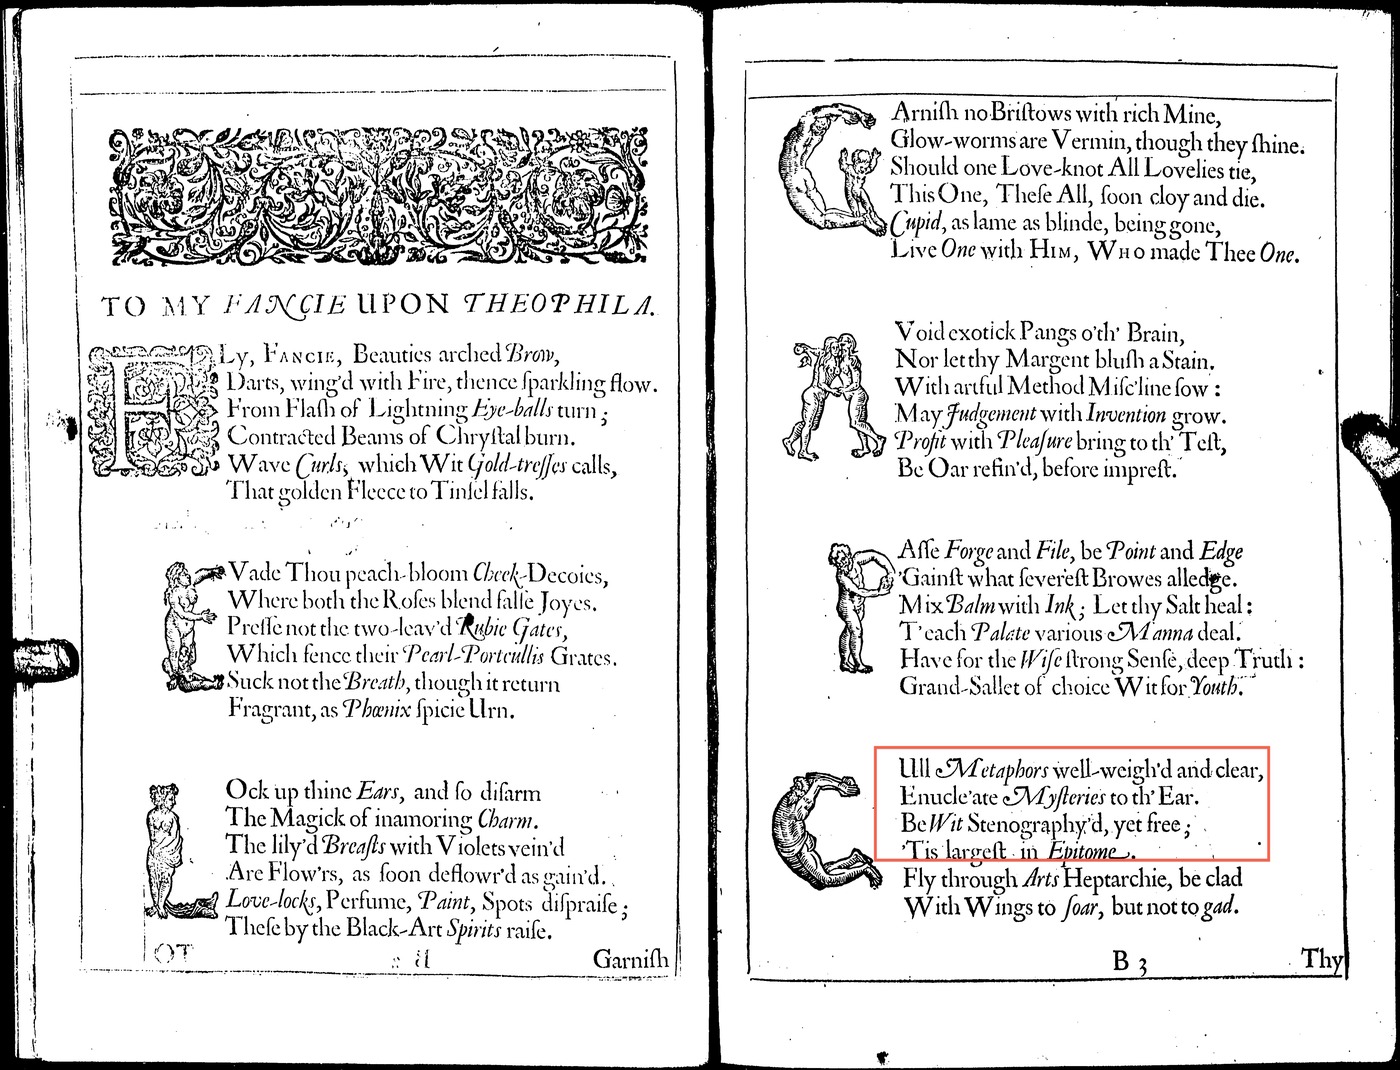 TO MY FANCIE UPON THEOPHILA.
FLy, FANCIE, Beauties arched Brow,
Darts, wing'd with Fire, thence ſparkling flow.
From Flaſh of Lightning Eye-balls turn;
Contracted Beams of Chryſtal burn.
Wave Curls, which Wit Gold-treſſes calls,
That golden Fleece to Tinſel falls.
EVade Thou peach-bloom Cheek-Decoies,
Where both the Roſes blend falſe Joyes.
Preſſe not the two-leav'd Rubie Gates,
Which fence their Pearl-Portcullis Grates.
Suck not the Breath, though it return
Fragrant, as Phœnix ſpicie Urn.
LOck up thine Ears, and ſo diſarm
The Magick of inamoring Charm.
The lily'd Breaſts with Violets vein'd
Are Flow'rs, as ſoon deflowr'd as gain'd.
Love-locks, Perfume, Paint, Spots diſpraiſe;
Theſe by the Black-Art Spirits raiſe.
Garniſh
GArniſh no Briſtows with rich Mine,
Glow-worms are Vermin, though they ſhine.
Should one Love-knot All Lovelies tie,
This One, Theſe All, ſoon cloy and die.
Cupid, as lame as blinde, being gone,
Live One with HIM, WHO made Thee One.
AVoid exotick Pangs o'th' Brain,
Nor let thy Margent bluſh a Stain.
With artful Method Miſc'line ſow:
May Judgement with Invention grow.
Profit with Pleaſure bring to th' Teſt,
Be Oar refin'd, before impreſt.
PAſſe Forge and File, be Point and Edge
'Gainſt what ſevereſt Browes alledge.
Mix Balm with Ink; Let thy Salt heal:
T'each Palate various Manna deal.
Have for the Wiſe ſtrong Senſe, deep Truth:
Grand-Sallet of choice Wit for Youth.
CUll Metaphors well-weigh'd and clear,
Enucle'ate Myſteries to th' Ear.
Be Wit Stenography'd, yet free;
'Tis largeſt in Epitome.
Fly through Arts Heptarchie, be clad
With Wings to ſoar, but not to gad.
B 3
Thy